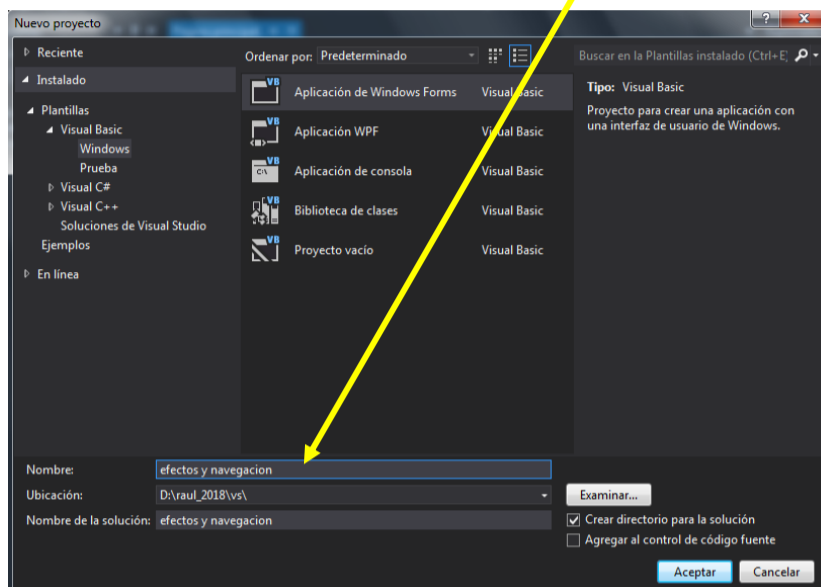 Nuevo proyecto
Reciente
Ordenar por: Predeterminado
Buscar en la Plantillas instalado (Ctrl+E)
Instalado
Plantillas
Visual Basic
Windows
Prueba
Visual C#
Visual C++
Soluciones de Visual Studio
Ejemplos
En línea
Aplicación de Windows Forms Visual Basic
Aplicación WPF Visual Basic
Aplicación de consola Visual Basic
Biblioteca de clases Visual Basic
Proyecto vacío Visual Basic
Tipo: Visual Basic
Proyecto para crear una aplicación con
una interfaz de usuario de Windows.
Nombre: efectos y navegacion
Ubicación: D:\raul_2018\vs\
Examinar...
Nombre de la solución: efectos y navegacion
Crear directorio para la solución
Agregar al control de código fuente
Aceptar Cancelar